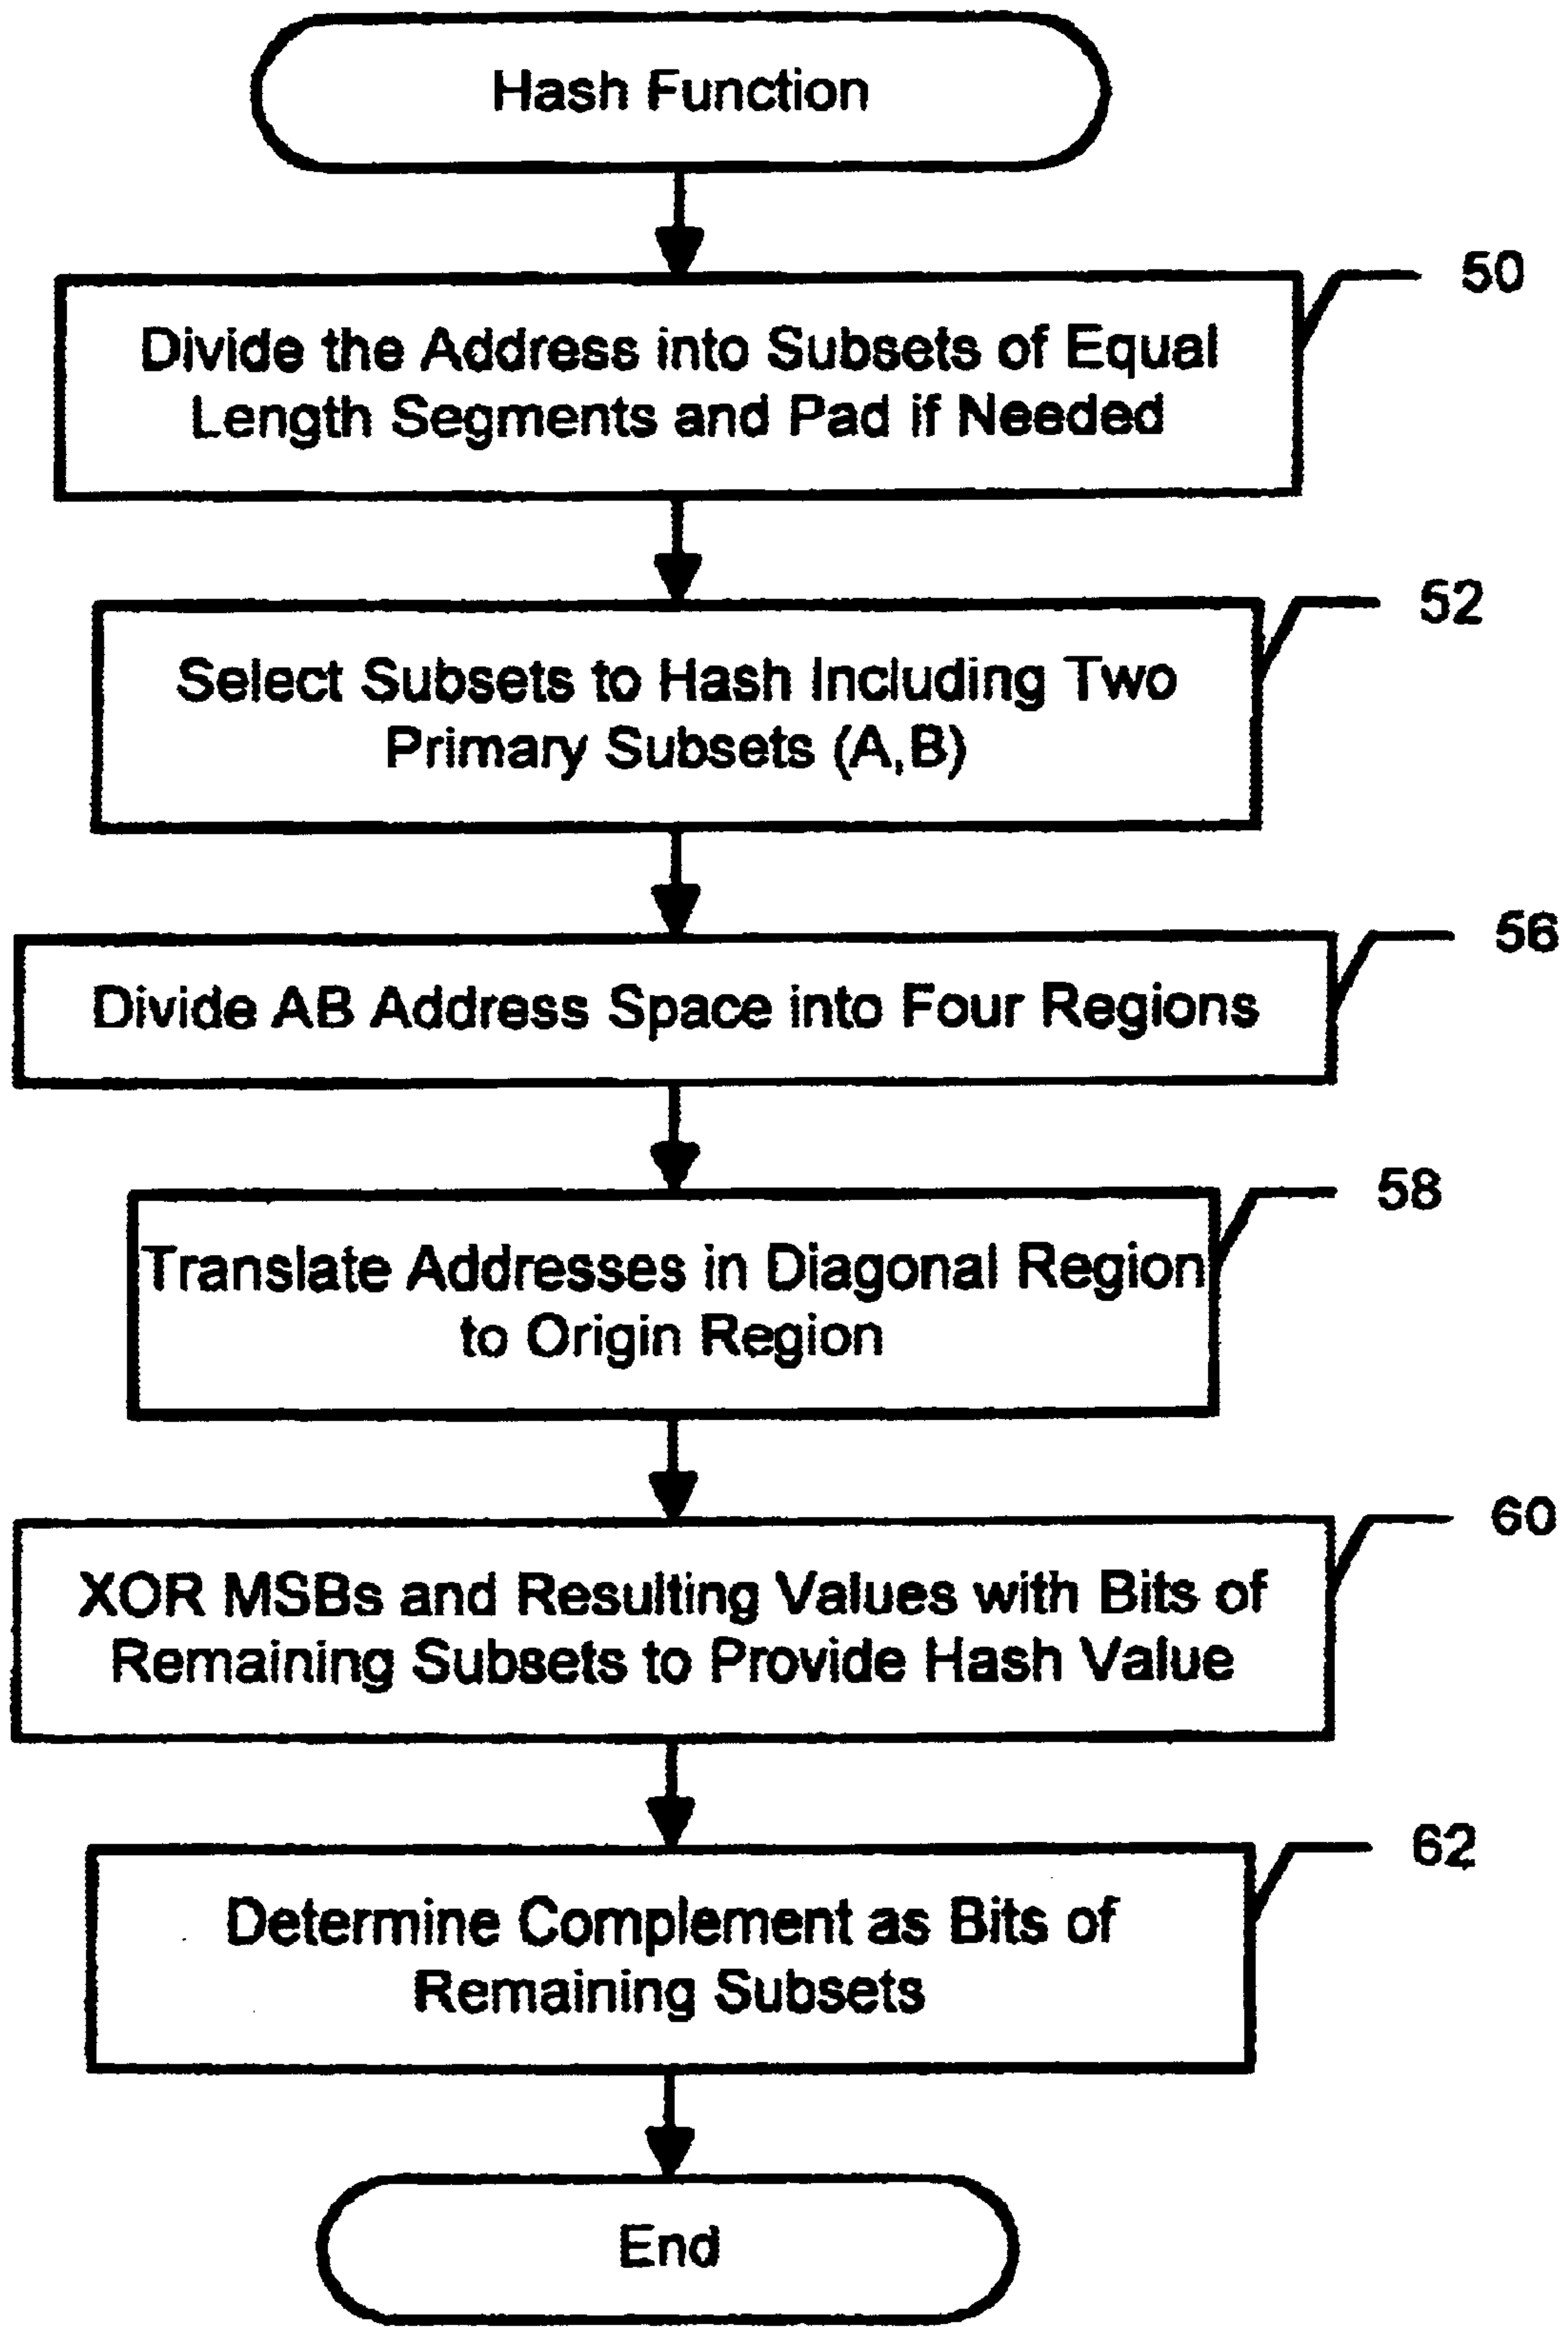 Hash Function
50
Divide the Address into Subsets of Equal
Length Segments and Pad if Needed
52
Select Subsets to Hash Including Two
Primary Subsets (A,B)
56
Divide AB Address Space into Four Regions
58
Translate Addresses in Diagonal Region
to Origin Region
60
XOR MSBs and Resulting Values with Bits of
Remaining Subsets to Provide Hash Value
62
Determine Complement as Bits of
Remaining Subsets
End